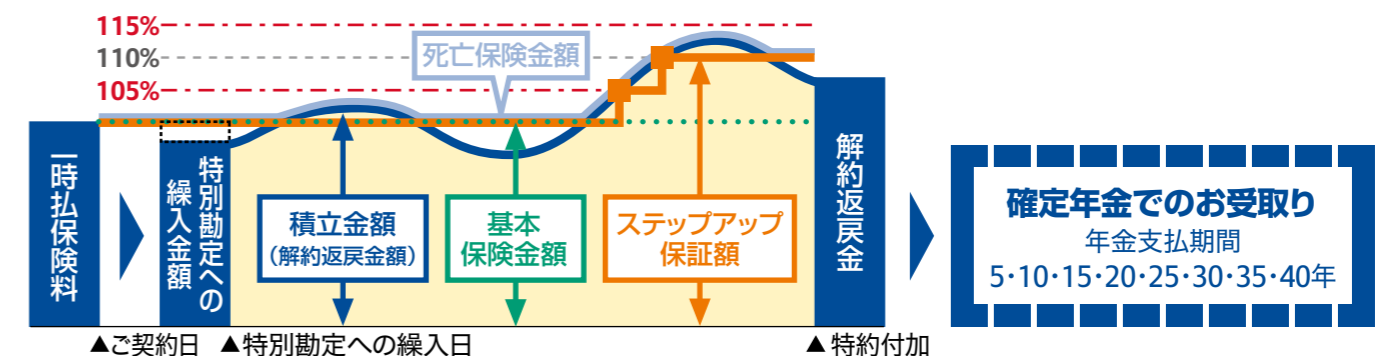 115%
110%
105%
死亡保険金額
一時払保険料
特別勘定への
繰入金額
積立金額
（解約返戻金額）
基本
保険金額
ステップアップ
保証額
解約返戻金
確定年金でのお受取り
年金支払期間
5・10・15・20・25・30・35・40年
▲ご契約日
▲特別勘定への繰入日
▲特約付加